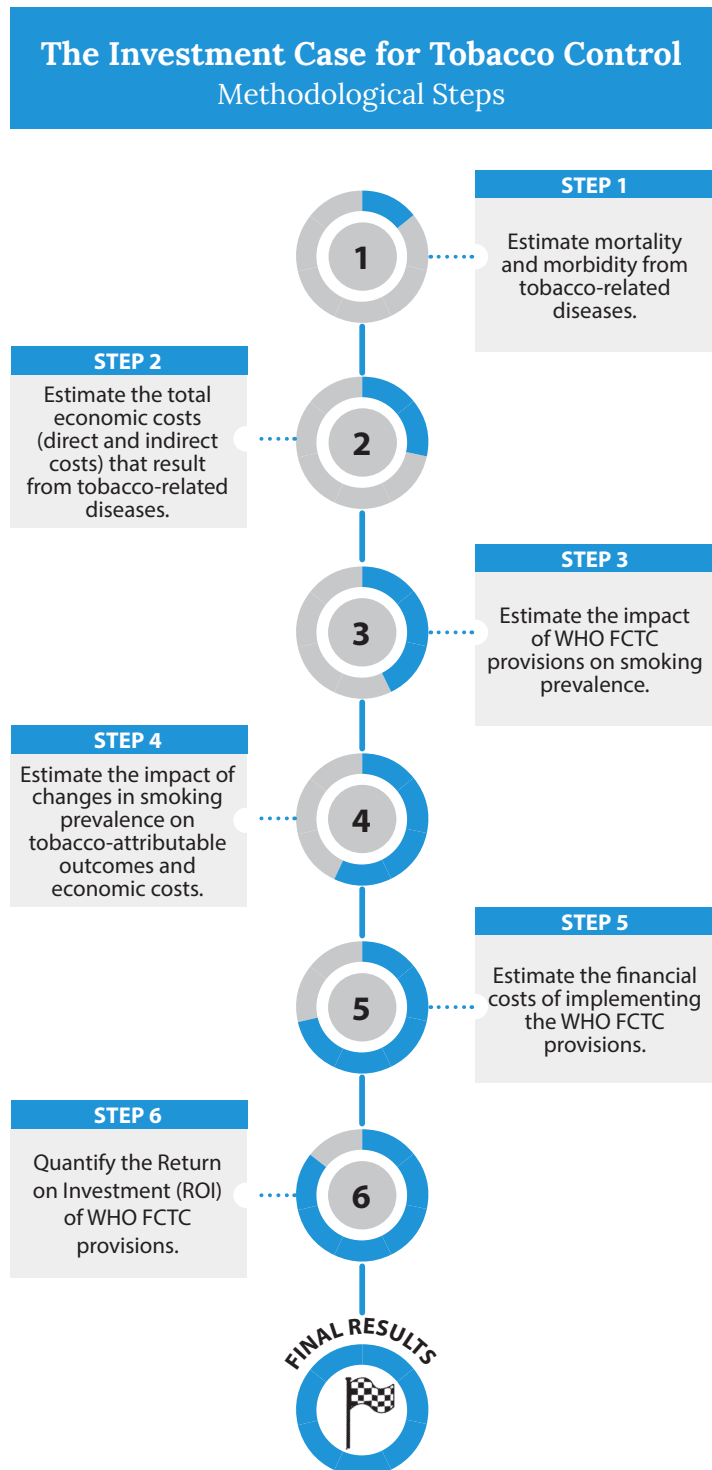 The Investment Case for Tobacco Control
Methodological Steps
1
STEP 1
Estimate mortality
and morbidity from
tobacco-related
diseases.
STEP 2
Estimate the total
economic costs
(direct and indirect
costs) that result
from tobacco-related
diseases.
2
3
STEP 3
Estimate the impact
of WHO FCTC
provisions on smoking
prevalence.
STEP 4
Estimate the impact of
changes in smoking
prevalence on
tobacco-attributable
outcomes and
economic costs.
4
5
STEP 5
Estimate the financial
costs of implementing
the WHO FCTC
provisions.
STEP 6
Quantify the Return
on Investment (ROI)
of WHO FCTC
provisions.
6
FINAL RESULTS